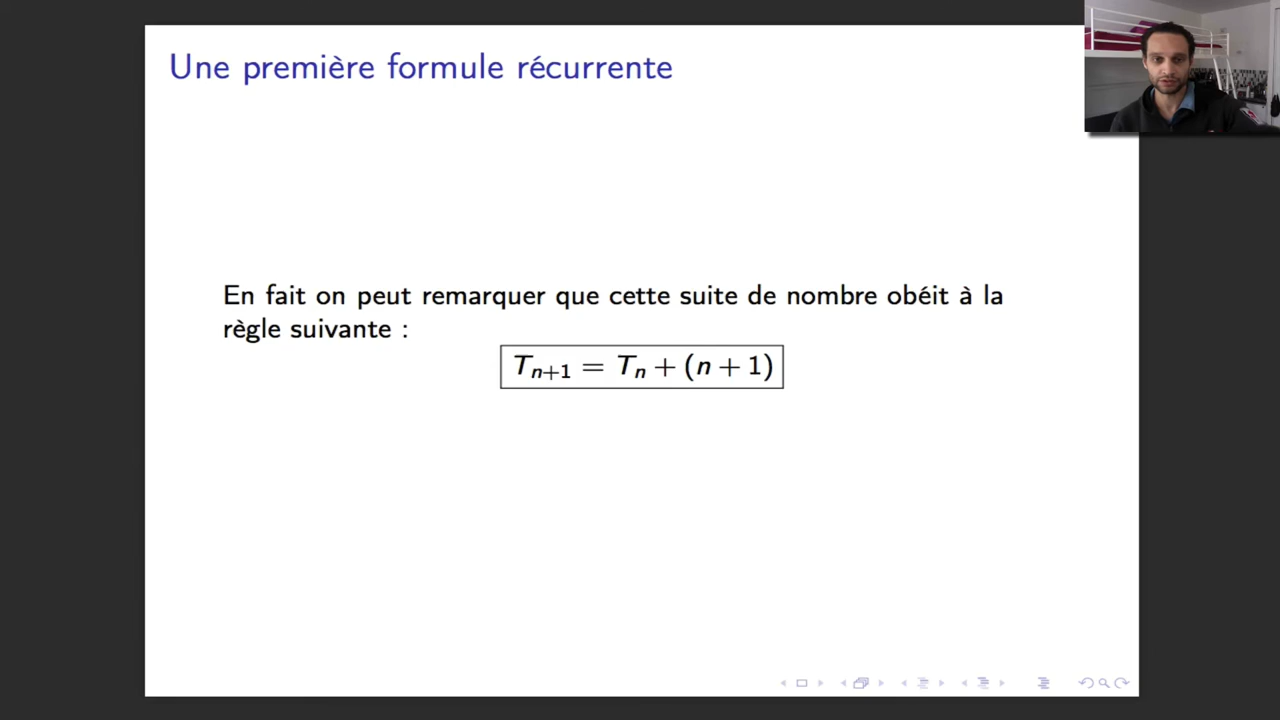 Une première formule récurrente
En fait on peut remarquer que cette suite de nombre obéit à la
règle suivante :
Tₙ₊₁ = Tₙ + (n + 1)